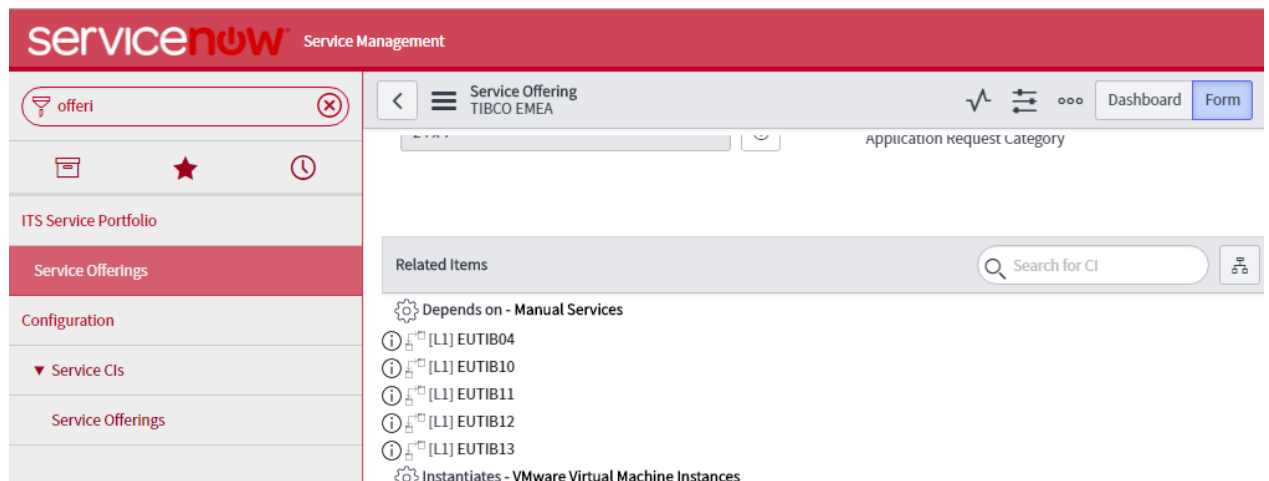 servicenow Service Management
offeri
Service Offering
TIBCO EMEA
Dashboard
Form
Application Request Category
ITS Service Portfolio
Service Offerings
Configuration
▼ Service CIs
Service Offerings
Related Items
Search for CI
Depends on - Manual Services
[L1] EUTIB04
[L1] EUTIB10
[L1] EUTIB11
[L1] EUTIB12
[L1] EUTIB13
Instantiates - VMware Virtual Machine Instances